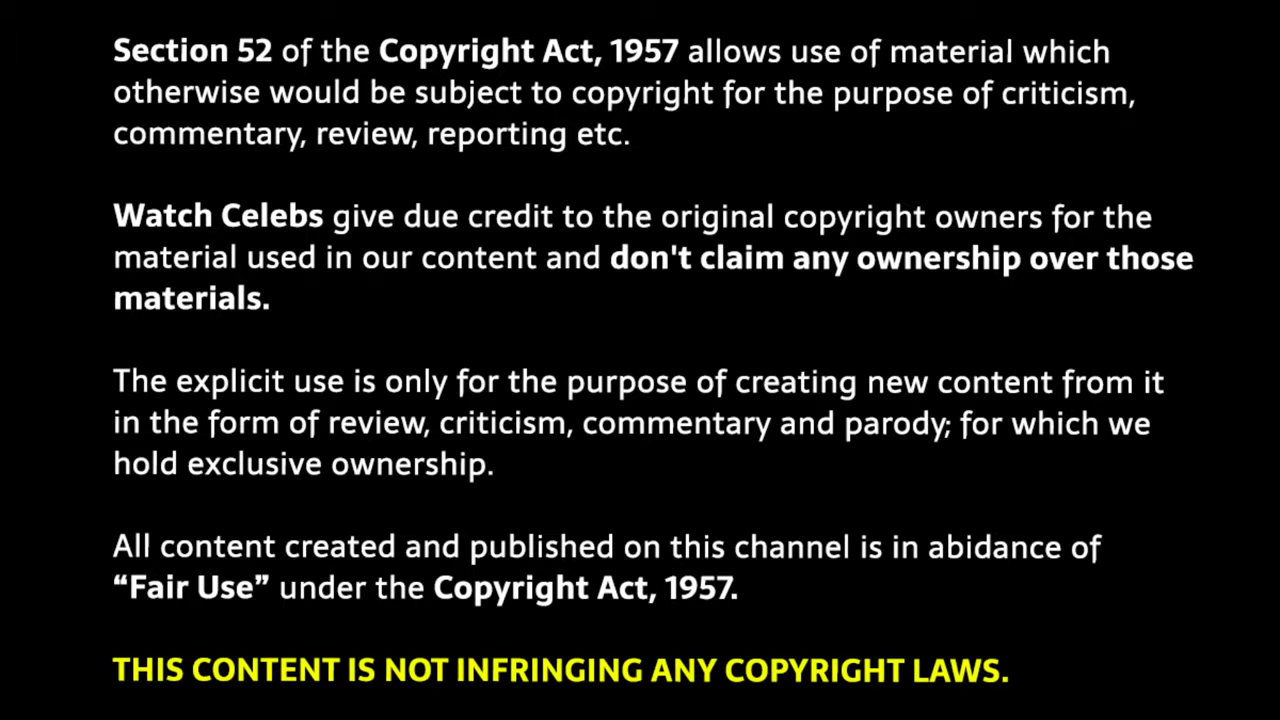 Section 52 of the Copyright Act, 1957 allows use of material which
otherwise would be subject to copyright for the purpose of criticism,
commentary, review, reporting etc.
Watch Celebs give due credit to the original copyright owners for the
material used in our content and don't claim any ownership over those
materials.
The explicit use is only for the purpose of creating new content from it
in the form of review, criticism, commentary and parody; for which we
hold exclusive ownership.
All content created and published on this channel is in abidance of
“Fair Use” under the Copyright Act, 1957.
THIS CONTENT IS NOT INFRINGING ANY COPYRIGHT LAWS.